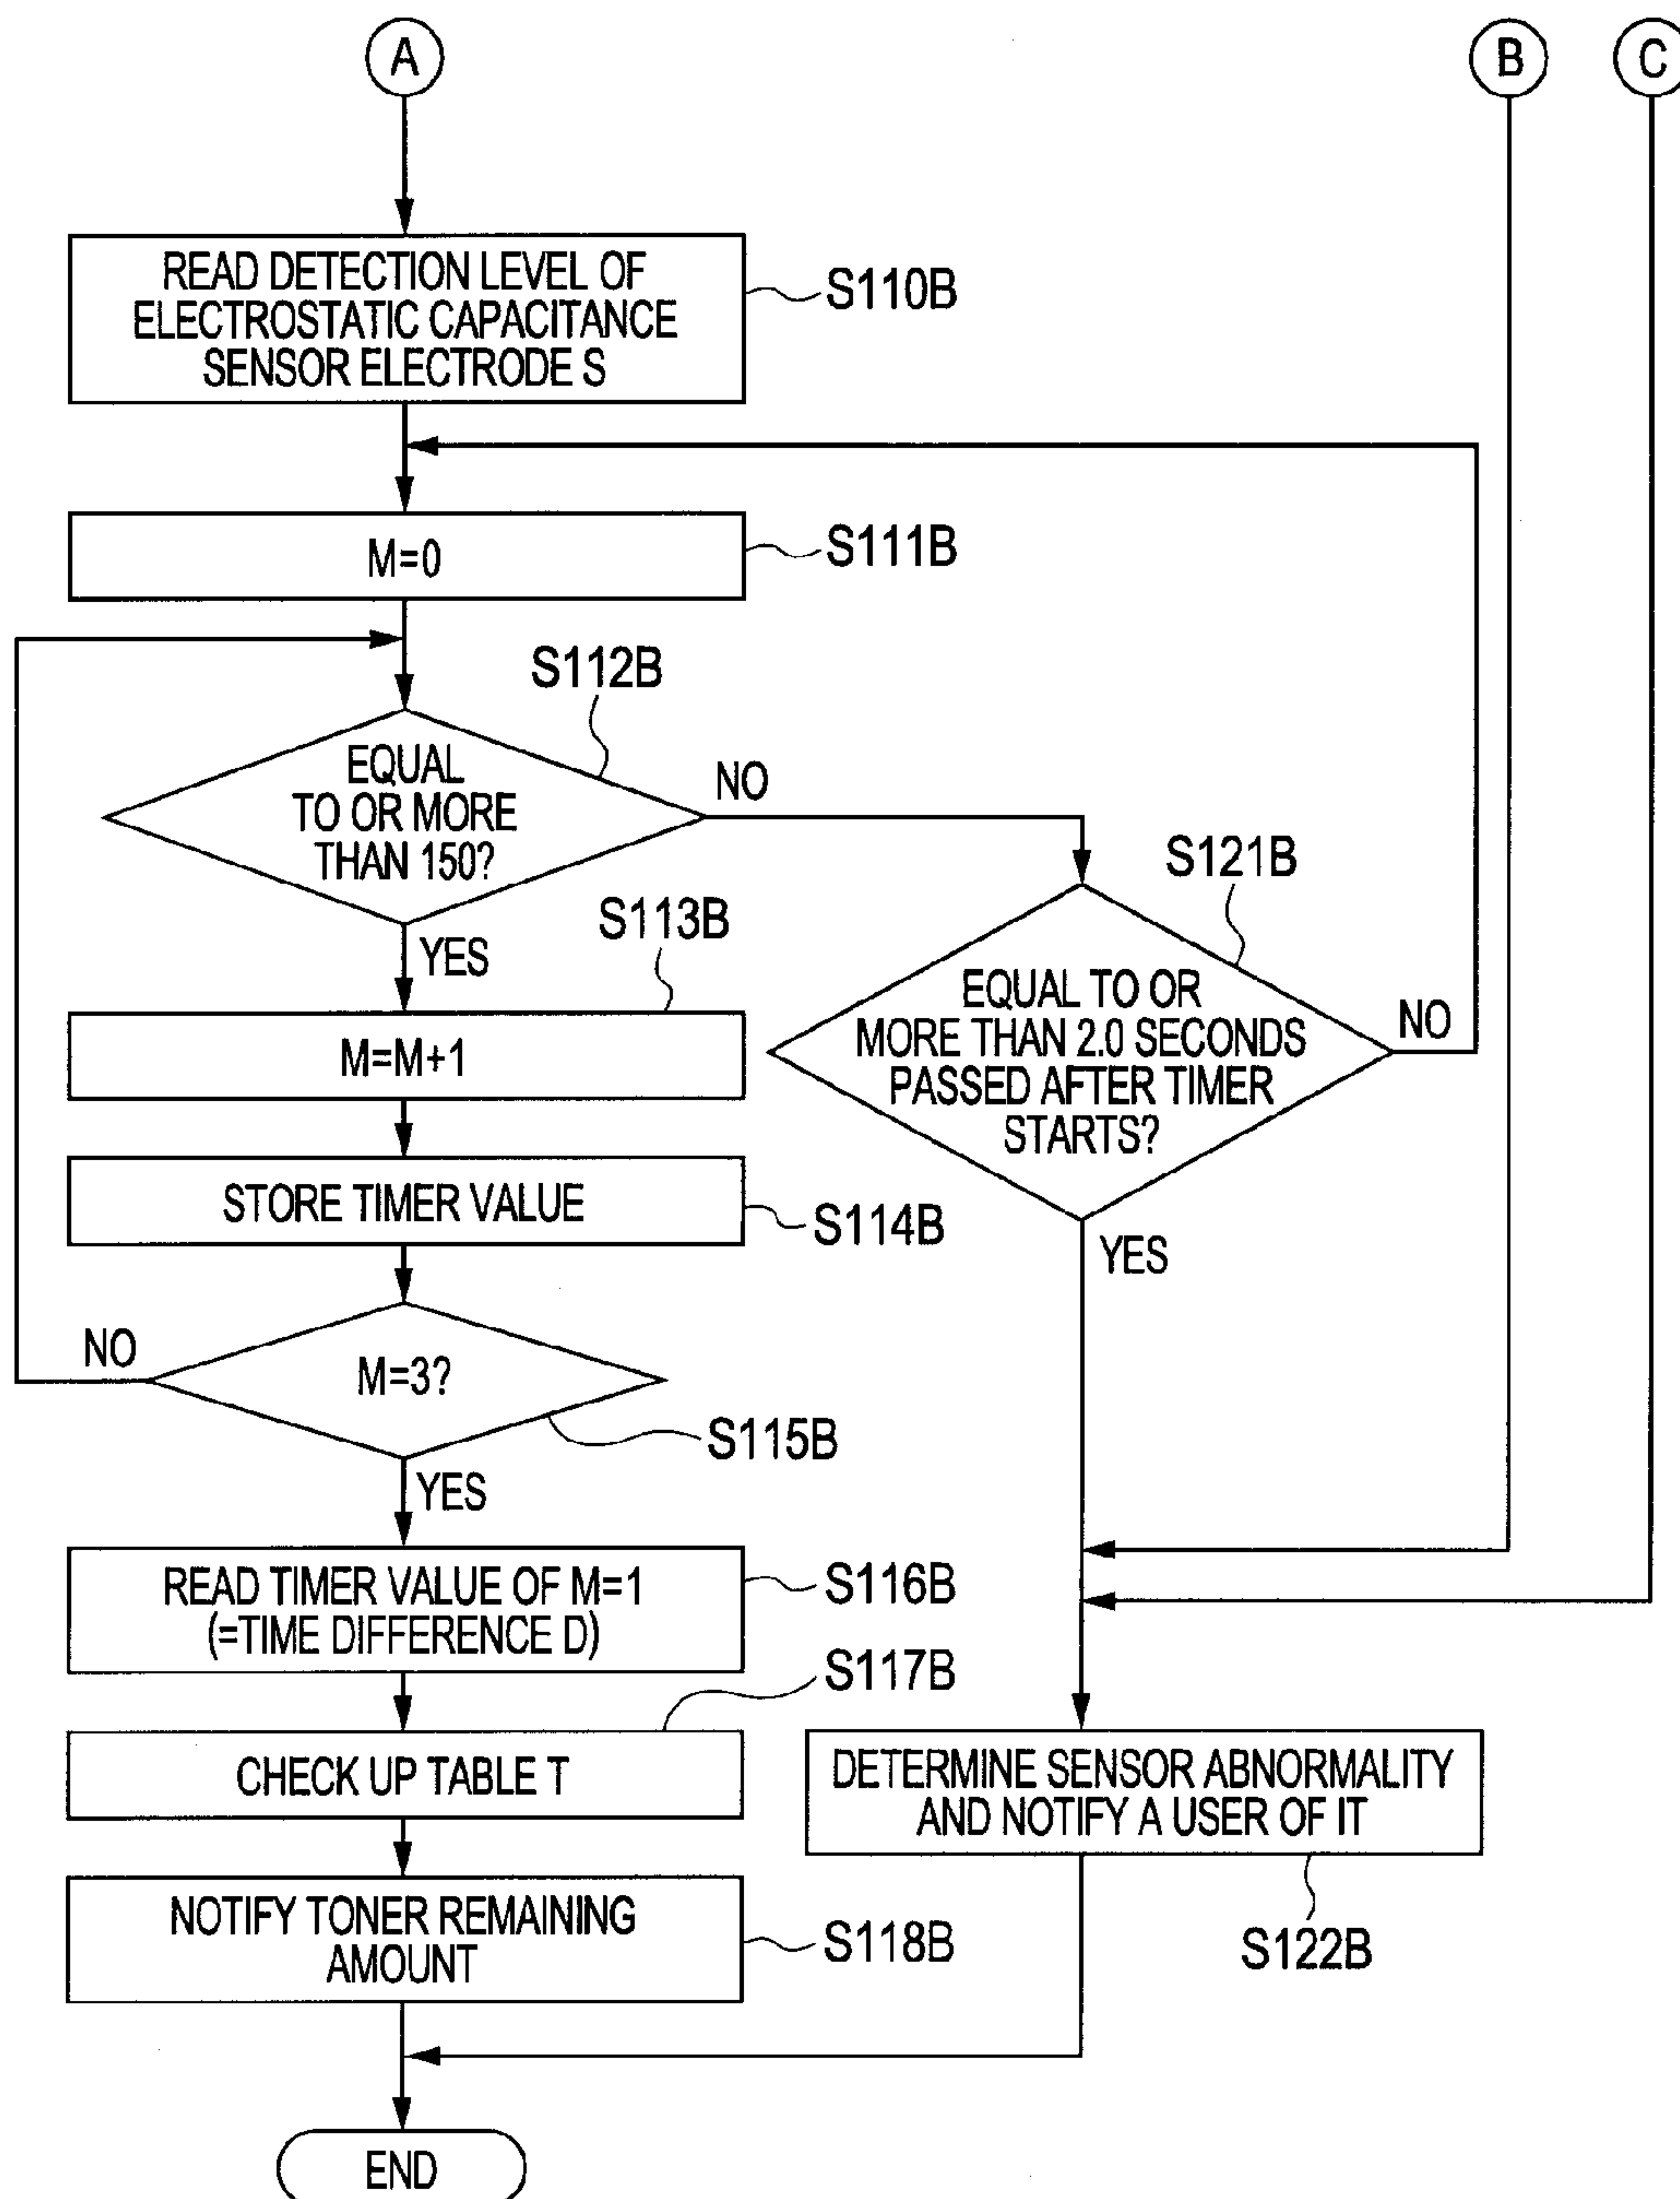 A
B
C
READ DETECTION LEVEL OF
ELECTROSTATIC CAPACITANCE
SENSOR ELECTRODE S
S110B
M=0
S111B
S112B
EQUAL
TO OR MORE
THAN 150?
NO
YES
S121B
EQUAL TO OR
MORE THAN 2.0 SECONDS
PASSED AFTER TIMER
STARTS?
NO
YES
S113B
M=M+1
STORE TIMER VALUE
S114B
NO
M=3?
S115B
YES
READ TIMER VALUE OF M=1
(=TIME DIFFERENCE D)
S116B
S117B
CHECK UP TABLE T
DETERMINE SENSOR ABNORMALITY
AND NOTIFY A USER OF IT
S122B
NOTIFY TONER REMAINING
AMOUNT
S118B
END